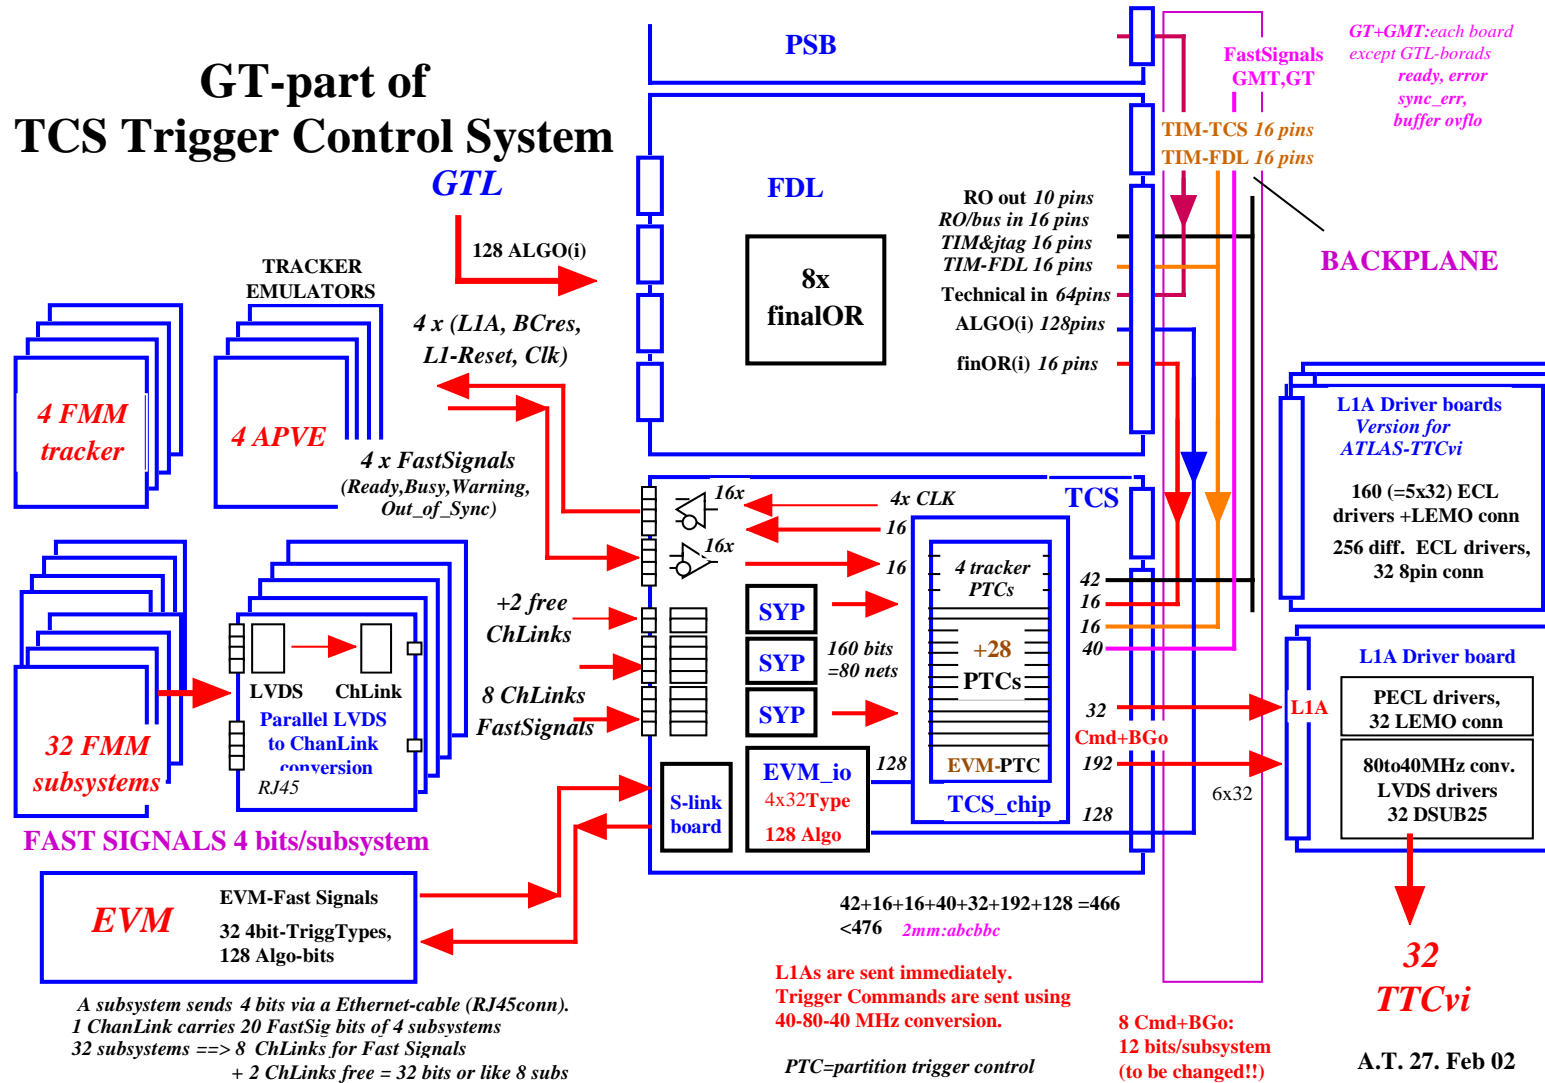 GT-part of
TCS Trigger Control System
GTL
128 ALGO(i)
TRACKER
EMULATORS
4 x (L1A, BCres,
L1-Reset, Clk)
4 FMM
tracker
4 APVE
4 x FastSignals
(Ready,Busy,Warning,
Out_of_Sync)
PSB
FDL
8x
finalOR
RO out 10 pins
RO/bus in 16 pins
TIM&jtag 16 pins
TIM-FDL 16 pins
Technical in 64pins
ALGO(i) 128pins
finOR(i) 16 pins
FastSignals
GMT,GT
TIM-TCS 16 pins
TIM-FDL 16 pins
GT+GMT:each board
except GTL-borads
ready, error
sync_err,
buffer ovflo
BACKPLANE
L1A Driver boards
Version for
ATLAS-TTCvi
160 (=5x32) ECL
drivers +LEMO conn
256 diff. ECL drivers,
32 8pin conn
TCS
16x
4x CLK
16
16x
16
4 tracker
PTCs
+2 free
ChLinks
SYP
SYP
SYP
160 bits
=80 nets
+28
PTCs
8 ChLinks
FastSignals
EVM-PTC
TCS_chip
42
16
16
40
32
Cmd+BGo
192
128
6x32
128
S-link
board
EVM_io
4x32Type
128 Algo
LVDS
ChLink
Parallel LVDS
to ChanLink
conversion
RJ45
32 FMM
subsystems
FAST SIGNALS 4 bits/subsystem
L1A
L1A Driver board
PECL drivers,
32 LEMO conn
80to40MHz conv.
LVDS drivers
32 DSUB25
EVM
EVM-Fast Signals
32 4bit-TriggTypes,
128 Algo-bits
42+16+16+40+32+192+128 =466
<476 2mm:abcbbc
L1As are sent immediately.
Trigger Commands are sent using
40-80-40 MHz conversion.
PTC=partition trigger control
8 Cmd+BGo:
12 bits/subsystem
(to be changed!!)
32
TTCvi
A.T. 27. Feb 02
A subsystem sends 4 bits via a Ethernet-cable (RJ45conn).
1 ChanLink carries 20 FastSig bits of 4 subsystems
32 subsystems ==> 8 ChLinks for Fast Signals
+ 2 ChLinks free = 32 bits or like 8 subs